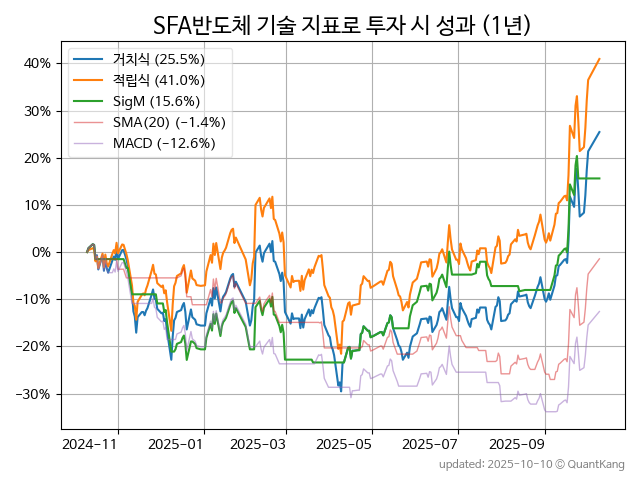 SFA반도체 기술 지표로 투자 시 성과 (1년)
거치식 (25.5%)
적립식 (41.0%)
SigM (15.6%)
SMA(20) (−1.4%)
MACD (−12.6%)
40%
30%
20%
10%
0%
−10%
−20%
−30%
2024−11 2025−01 2025−03 2025−05 2025−07 2025−09
updated: 2025-10-10 © QuantKang